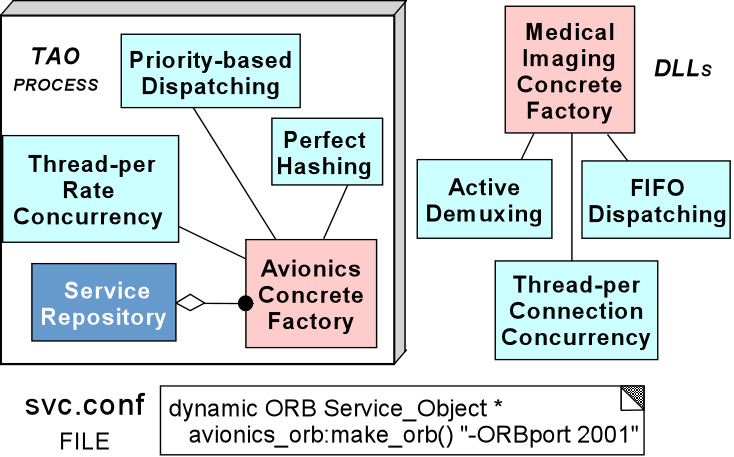 TAO
PROCESS
Priority-based
Dispatching
Perfect
Hashing
Thread-per
Rate
Concurrency
Service
Repository
Avionics
Concrete
Factory
Medical
Imaging
Concrete
Factory
DLLS
Active
Demuxing
FIFO
Dispatching
Thread-per
Connection
Concurrency
svc.conf
FILE
dynamic ORB Service_Object *
avionics_orb:make_orb() "-ORBport 2001"